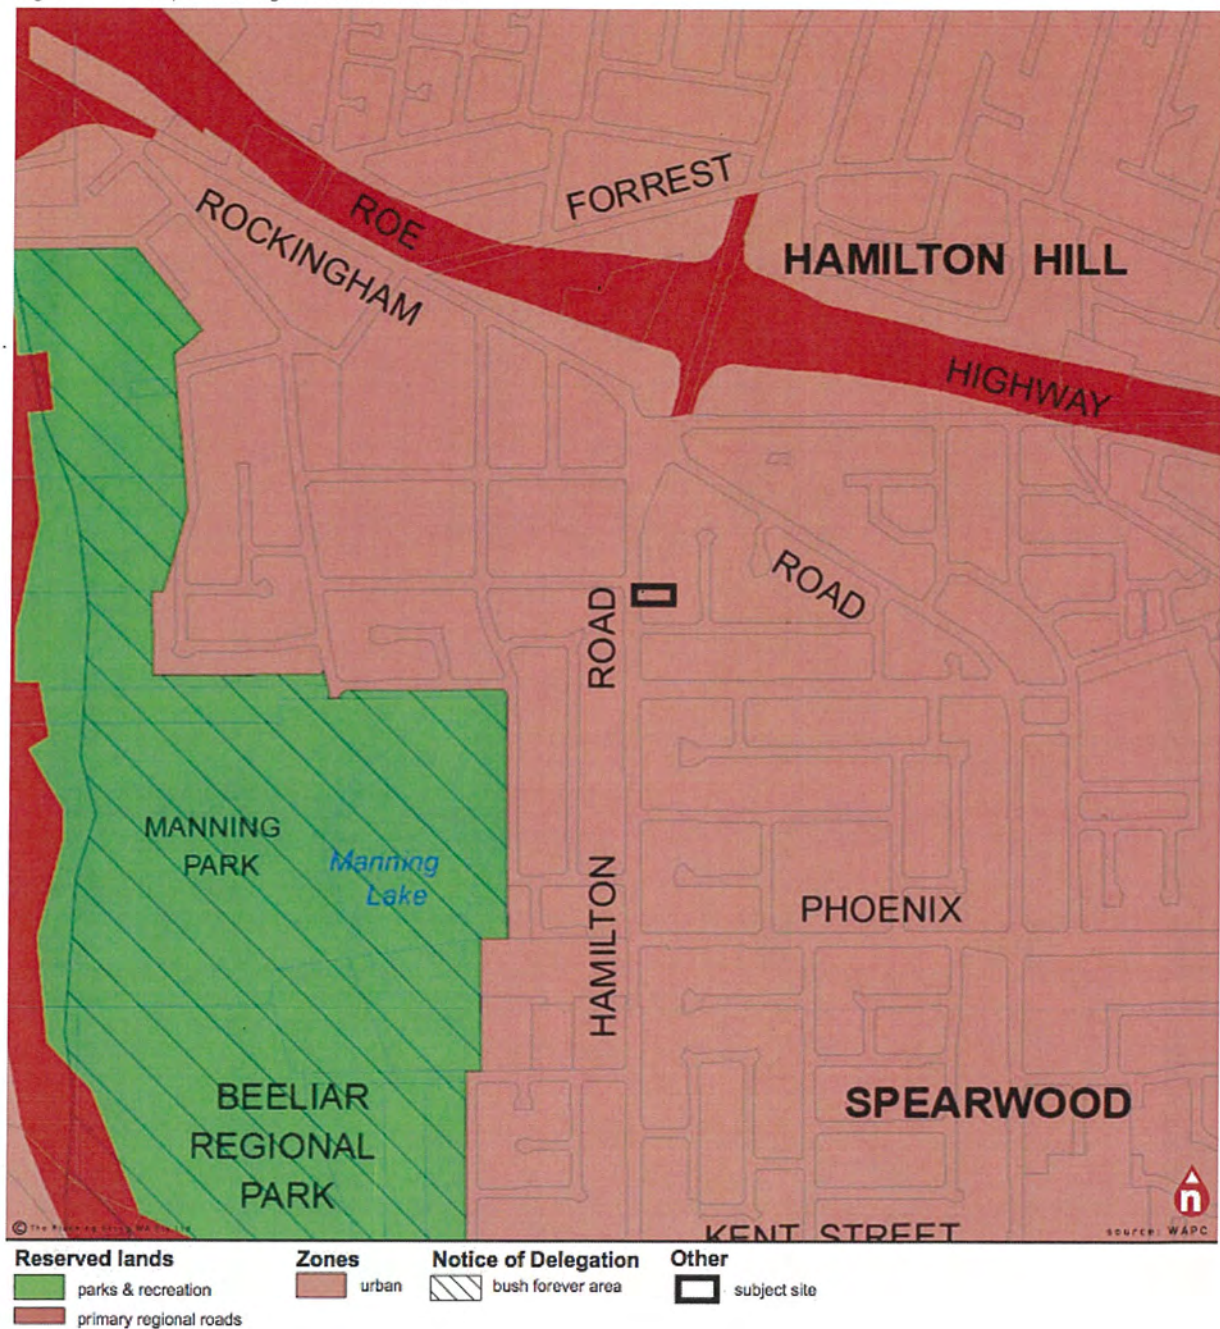 FORREST
ROE
ROCKINGHAM
HAMILTON HILL
HIGHWAY
ROAD
ROAD
MANNING
PARK
Manning
Lake
HAMILTON
PHOENIX
BEELIAR
REGIONAL
PARK
SPEARWOOD
n
KENT STREET
source: WAPC
Reserved lands
parks & recreation
primary regional roads
Zones
urban
Notice of Delegation
bush forever area
Other
subject site